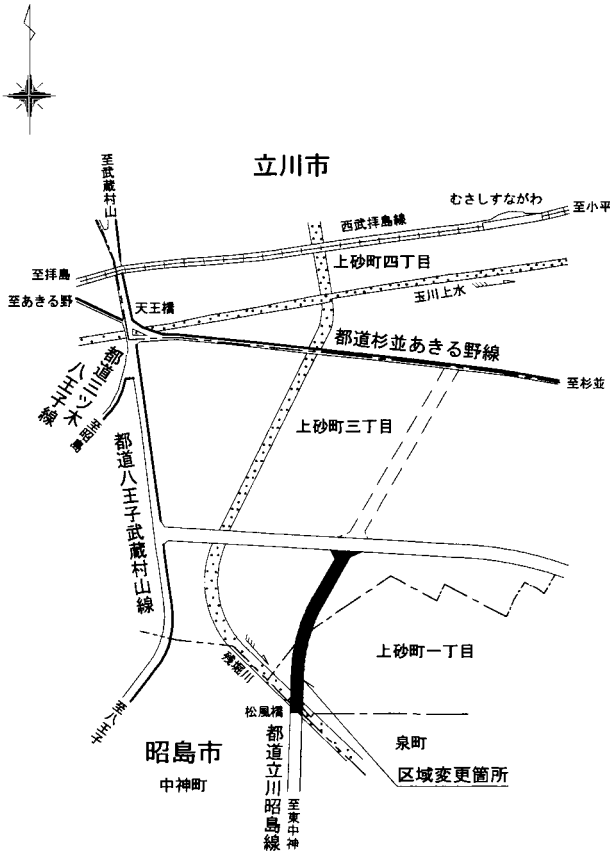 立川市
至武蔵村山
むさしすながわ
至小平
西武拝島線
上砂町四丁目
至拝島
至あきる野
天王橋
玉川上水
都道杉並あきる野線
至杉並
都道三ツ木八王子線
至昭島
上砂町三丁目
都道八王子武蔵村山線
上砂町一丁目
残堀川
松風橋
至八王子
昭島市
中神町
都道立川昭島線
至東中神
泉町
区域変更箇所